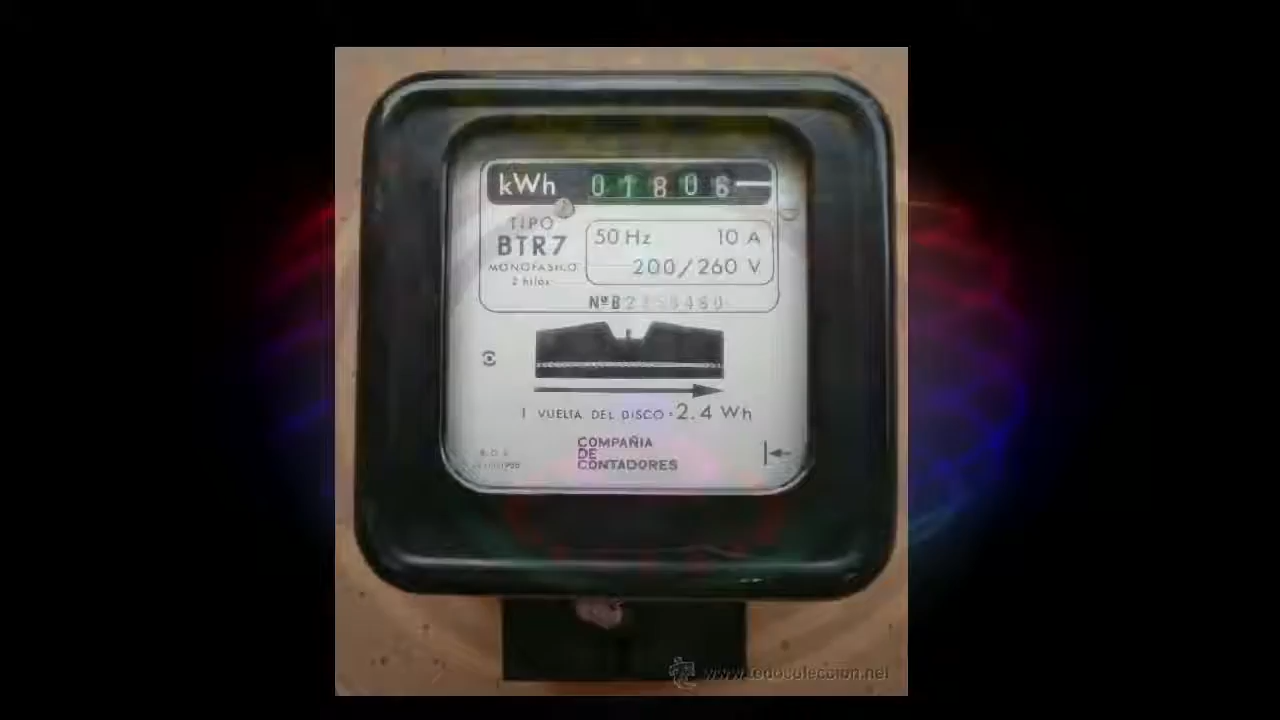 kWh 01806
TIPO
BTR7
MONOFASICO
2 hilos
50 Hz 10 A
200/260 V
1 VUELTA DEL DISCO = 2.4 Wh
COMPAÑIA
DE
CONTADORES
www.todocoleccion.net